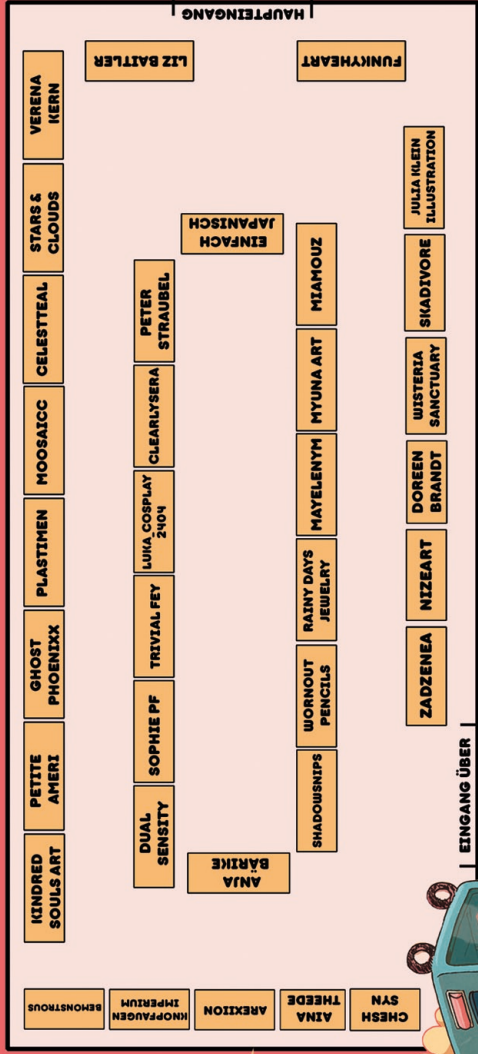 HAUPTEINGANG
LIZ BAITLER
FUNKYHEART
VERENA
KERN
STARS &
CLOUDS
CELESTTEAL
MOOSAICC
PLASTIMEN
GHOST
PHOENIXX
PETITE
AMERI
KINDRED
SOULS ART
EINFACH
JAPANISCH
PETER
STRAUBEL
CLEARLYSERA
LUKA_COSPLAY
2404
TRIVIAL FEY
SOPHIE PF
DUAL
SENSITY
MIAMOUZ
MYUNA ART
MAYELENYM
RAINY DAYS
JEWELRY
WORNOUT
PENCILS
SHADOWSNIPS
ANJA
BÄRIKE
JULIA KLEIN
ILLUSTRATION
SKADIVORE
WISTERIA
SANCTUARY
DOREEN
BRANDT
NIZEART
ZADZENEA
EINGANG ÜBER
BEMONSTROUS
KNOPFAUGEN
IMPERIUM
AREXTION
AINA
THEEDE
CHESH
SYN